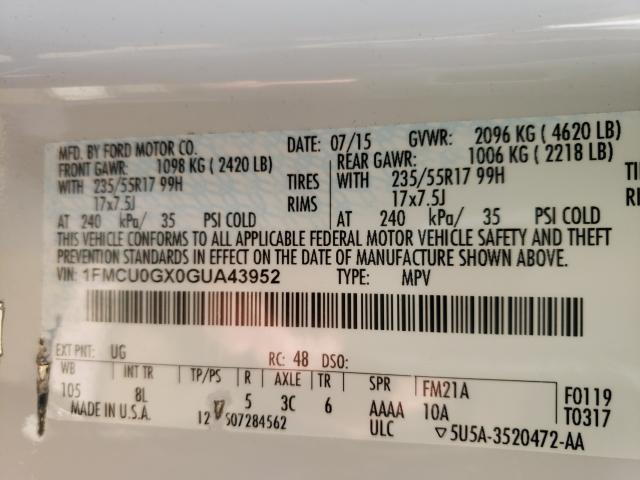 MFD. BY FORD MOTOR CO.
DATE: 07/15 GVWR: 2096 KG ( 4620 LB)
FRONT GAWR: 1098 KG ( 2420 LB)
REAR GAWR: 1006 KG ( 2218 LB)
WITH 235/55R17 99H TIRES
WITH 235/55R17 99H
17x7.5J RIMS
17x7.5J
AT 240 kPa/ 35 PSI COLD
AT 240 kPa/ 35 PSI COLD
THIS VEHICLE CONFORMS TO ALL APPLICABLE FEDERAL MOTOR VEHICLE SAFETY AND THEFT
PREVENTION STANDARDS IN EFFECT ON THE DATE OF MANUFACTURE SHOWN ABOVE.
VIN: 1FMCU0GX0GUA43952 TYPE: MPV
EXT PNT: UG RC: 48 DSO:
WB INT TR TP/PS R AXLE TR SPR FM21A F0119
105 8L 5 3C 6 AAAA 10A T0317
MADE IN U.S.A. 12 S07284562 ULC 5U5A-3520472-AA